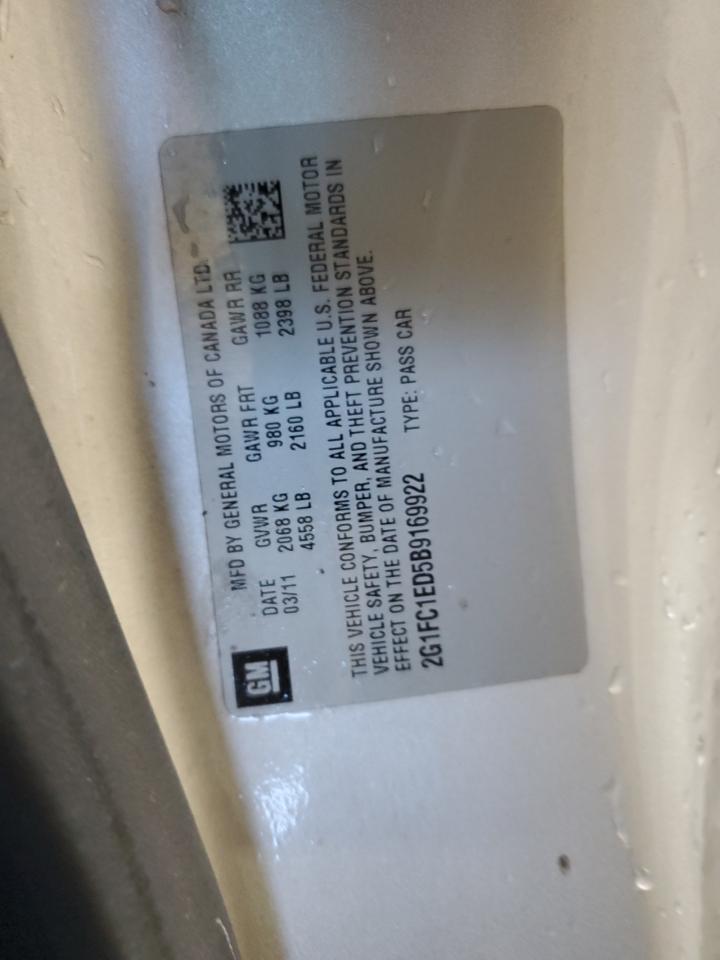 GM
MFD BY GENERAL MOTORS OF CANADA LTD.
DATE GVWR GAWR FRT GAWR RR
03/11 2068 KG 980 KG 1088 KG
4558 LB 2160 LB 2398 LB
THIS VEHICLE CONFORMS TO ALL APPLICABLE U.S. FEDERAL MOTOR
VEHICLE SAFETY, BUMPER, AND THEFT PREVENTION STANDARDS IN
EFFECT ON THE DATE OF MANUFACTURE SHOWN ABOVE.
2G1FC1ED5B9169922 TYPE: PASS CAR